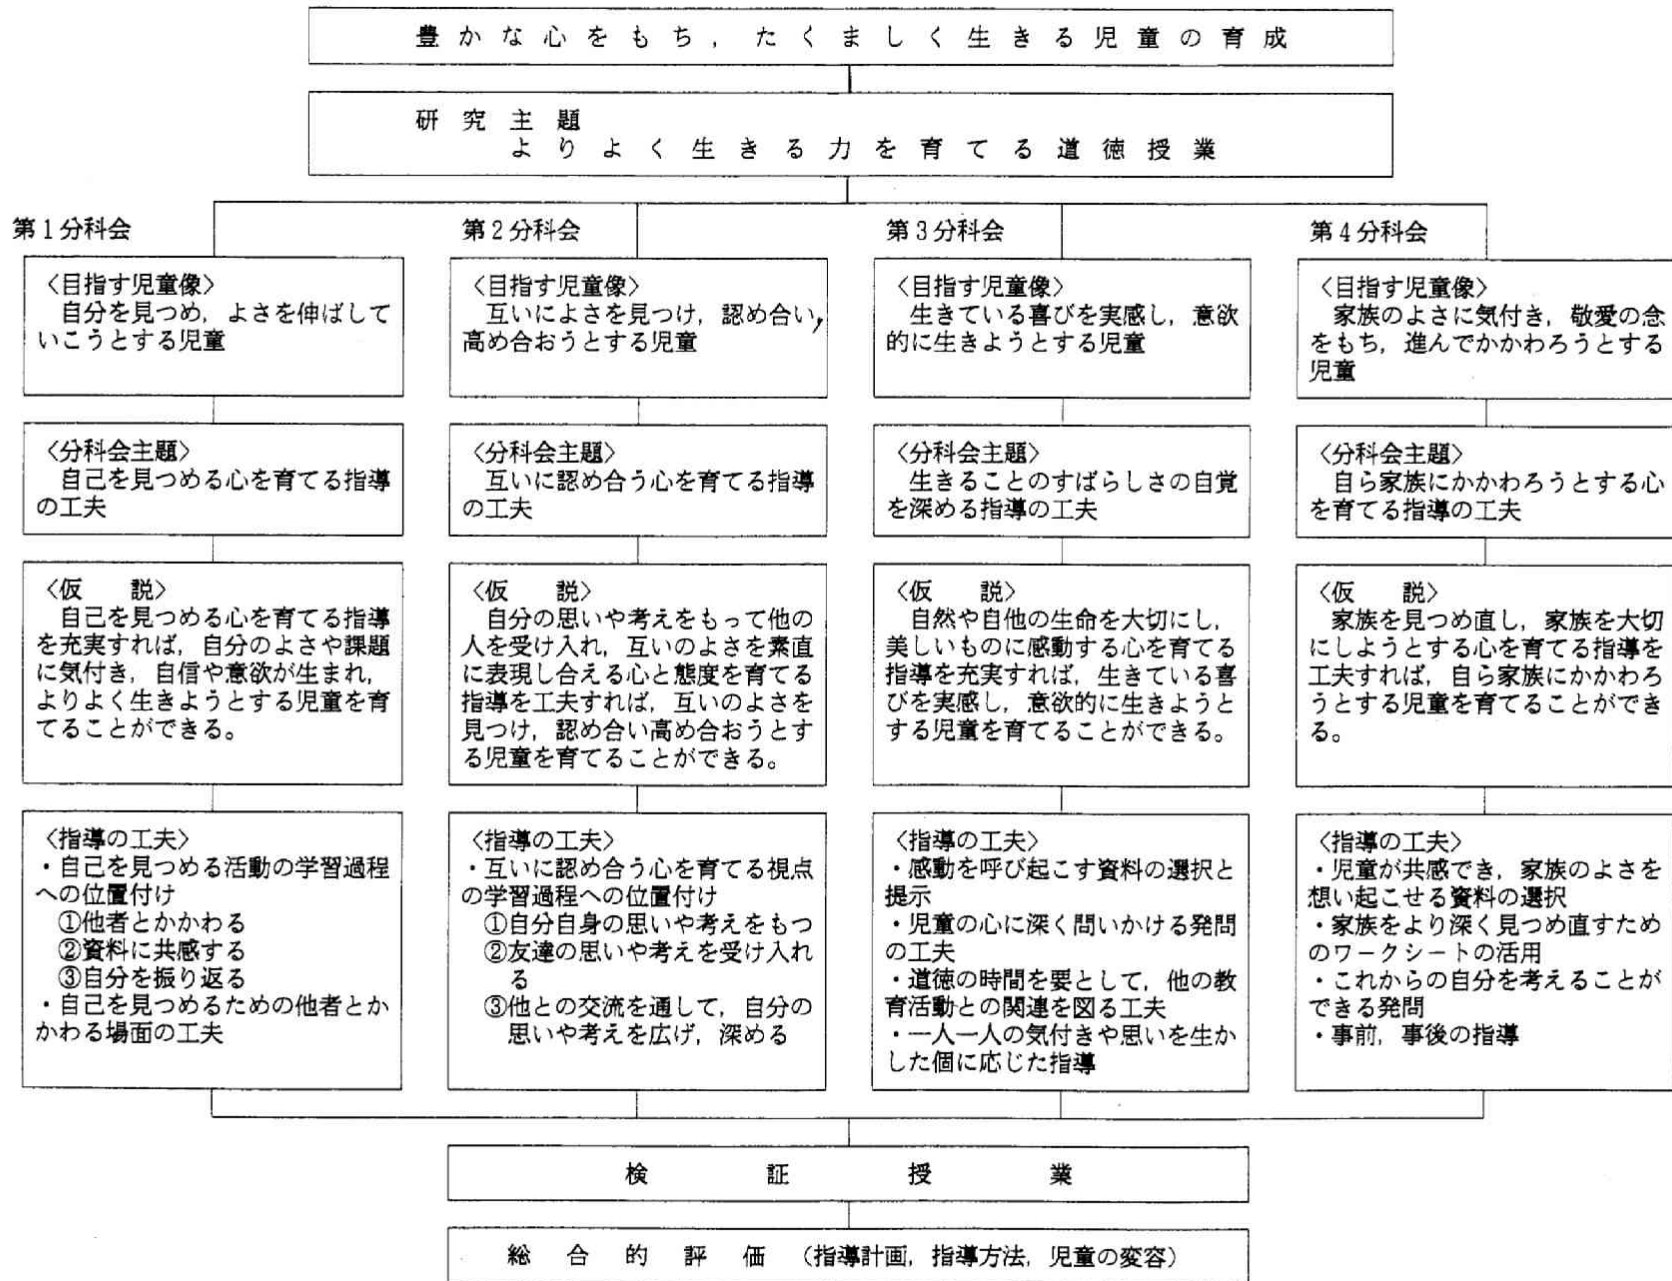 豊かな心をもち，たくましく生きる児童の育成
研究主題
よりよく生きる力を育てる道徳授業
第1分科会
〈目指す児童像〉
自分を見つめ，よさを伸ばして
いこうとする児童
〈分科会主題〉
自己を見つめる心を育てる指導
の工夫
〈仮　説〉
自己を見つめる心を育てる指導
を充実すれば，自分のよさや課題
に気付き，自信や意欲が生まれ，
よりよく生きようとする児童を育
てることができる。
〈指導の工夫〉
・自己を見つめる活動の学習過程
への位置付け
①他者とかかわる
②資料に共感する
③自分を振り返る
・自己を見つめるための他者とか
かわる場面の工夫
第2分科会
〈目指す児童像〉
互いによさを見つけ，認め合い，
高め合おうとする児童
〈分科会主題〉
互いに認め合う心を育てる指導
の工夫
〈仮　説〉
自分の思いや考えをもって他の
人を受け入れ，互いのよさを素直
に表現し合える心と態度を育てる
指導を工夫すれば，互いのよさを
見つけ，認め合い高め合おうとす
る児童を育てることができる。
〈指導の工夫〉
・互いに認め合う心を育てる視点
の学習過程への位置付け
①自分自身の思いや考えをもつ
②友達の思いや考えを受け入れ
る
③他との交流を通して，自分の
思いや考えを広げ，深める
第3分科会
〈目指す児童像〉
生きている喜びを実感し，意欲
的に生きようとする児童
〈分科会主題〉
生きることのすばらしさの自覚
を深める指導の工夫
〈仮　説〉
自然や自他の生命を大切にし，
美しいものに感動する心を育てる
指導を充実すれば，生きている喜
びを実感し，意欲的に生きようと
する児童を育てることができる。
〈指導の工夫〉
・感動を呼び起こす資料の選択と
提示
・児童の心に深く問いかける発問
の工夫
・道徳の時間を要として，他の教
育活動との関連を図る工夫
・一人一人の気付きや思いを生か
した個に応じた指導
第4分科会
〈目指す児童像〉
家族のよさに気付き，敬愛の念
をもち，進んでかかわろうとする
児童
〈分科会主題〉
自ら家族にかかわろうとする心
を育てる指導の工夫
〈仮　説〉
家族を見つめ直し，家族を大切
にしようとする心を育てる指導を
工夫すれば，自ら家族にかかわろ
うとする児童を育てることができ
る。
〈指導の工夫〉
・児童が共感でき，家族のよさを
想い起こせる資料の選択
・家族をより深く見つめ直すため
のワークシートの活用
・これからの自分を考えることが
できる発問
・事前，事後の指導
検証授業
総合的評価（指導計画，指導方法，児童の変容）